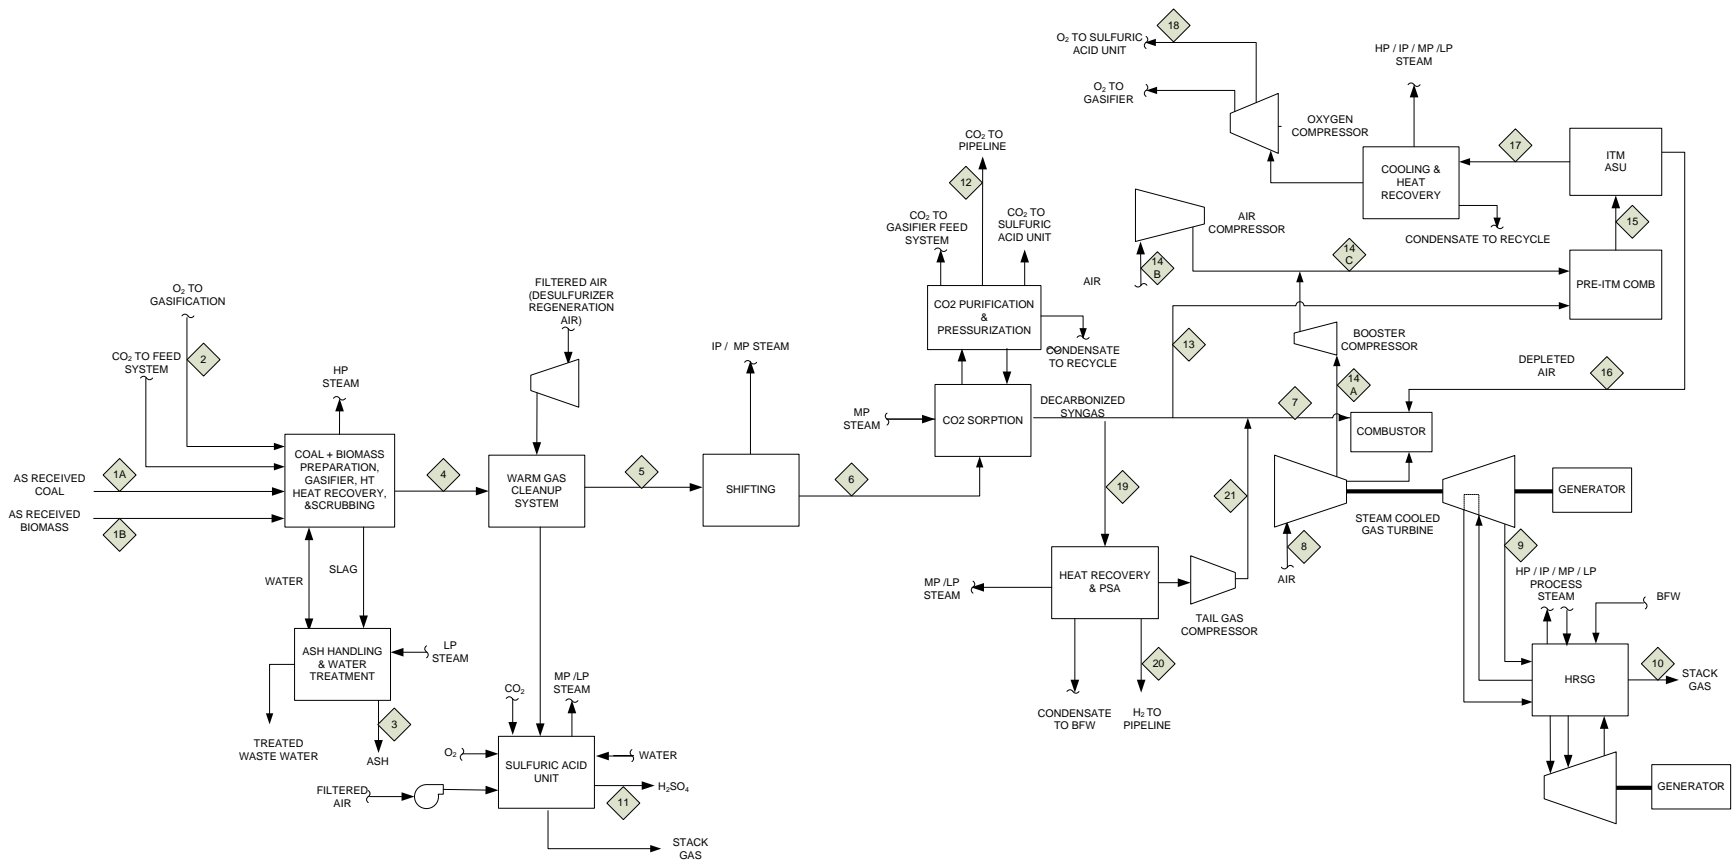 18
O₂ TO SULFURIC
ACID UNIT
HP / IP / MP /LP
STEAM
O₂ TO
GASIFIER
OXYGEN
COMPRESSOR
17
ITM
ASU
COOLING &
HEAT
RECOVERY
CO₂ TO
PIPELINE
12
CO₂ TO
GASIFIER FEED
SYSTEM
CO₂ TO
SULFURIC
ACID UNIT
AIR
COMPRESSOR
15
CONDENSATE TO RECYCLE
14
B
14
C
AIR
PRE-ITM COMB
FILTERED AIR
(DESULFURIZER
REGENERATION
AIR)
O₂ TO
GASIFICATION
CO2 PURIFICATION
&
PRESSURIZATION
BOOSTER
COMPRESSOR
13
CONDENSATE
TO RECYCLE
IP / MP STEAM
2
CO₂ TO FEED
SYSTEM
HP
STEAM
DEPLETED
AIR
16
14
A
7
DECARBONIZED
SYNGAS
MP
STEAM
CO2 SORPTION
COMBUSTOR
COAL + BIOMASS
PREPARATION,
GASIFIER, HT
HEAT RECOVERY,
&SCRUBBING
AS RECEIVED
COAL
1A
4
WARM GAS
CLEANUP
SYSTEM
5
SHIFTING
6
19
21
GENERATOR
AS RECEIVED
BIOMASS
1B
STEAM COOLED
GAS TURBINE
8
9
AIR
WATER
SLAG
MP /LP
STEAM
HEAT RECOVERY
& PSA
TAIL GAS
COMPRESSOR
HP / IP / MP / LP
PROCESS
STEAM
BFW
ASH HANDLING
& WATER
TREATMENT
LP
STEAM
20
HRSG
10
STACK
GAS
CO₂
MP /LP
STEAM
3
CONDENSATE
TO BFW
H₂ TO
PIPELINE
TREATED
WASTE WATER
ASH
O₂
WATER
SULFURIC ACID
UNIT
FILTERED
AIR
H₂SO₄
11
GENERATOR
STACK
GAS